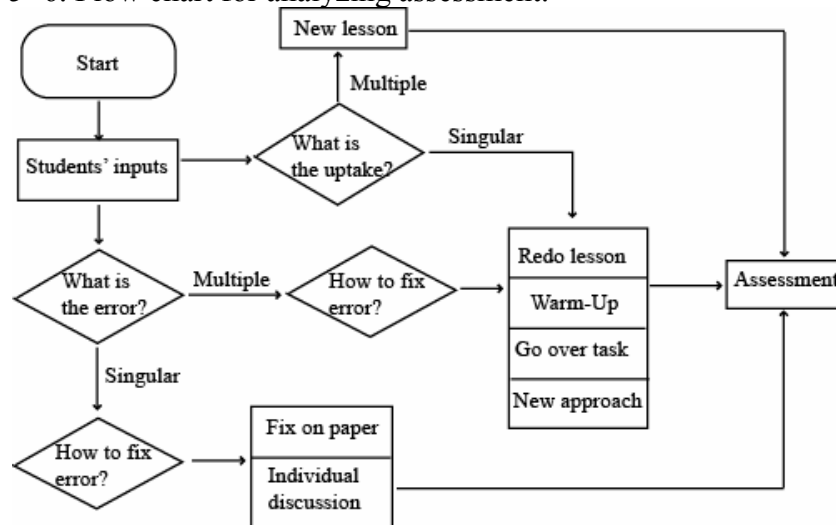 New lesson
Start
Multiple
What is
the uptake?
Singular
Students' inputs
What is
the error?
Multiple
How to fix
error?
Redo lesson
Warm-Up
Go over task
New approach
Assessment
Singular
How to fix
error?
Fix on paper
Individual
discussion